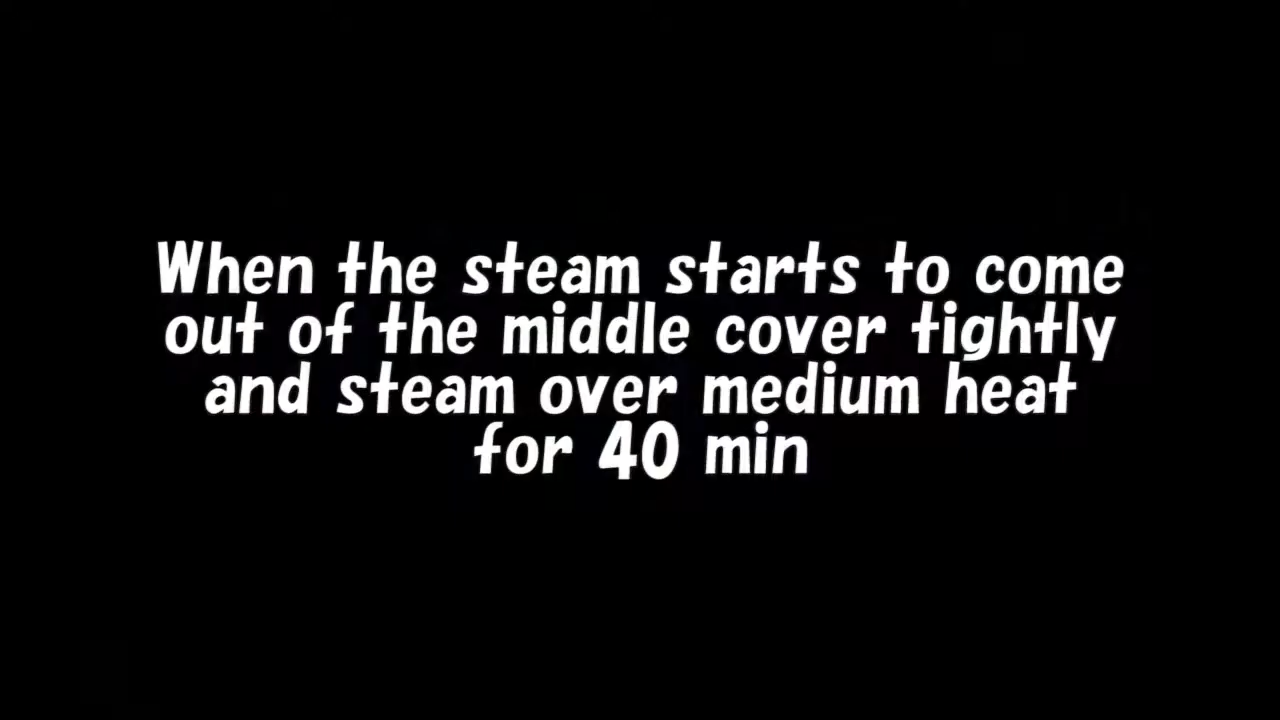 When the steam starts to come
out of the middle cover tightly
and steam over medium heat
for 40 min